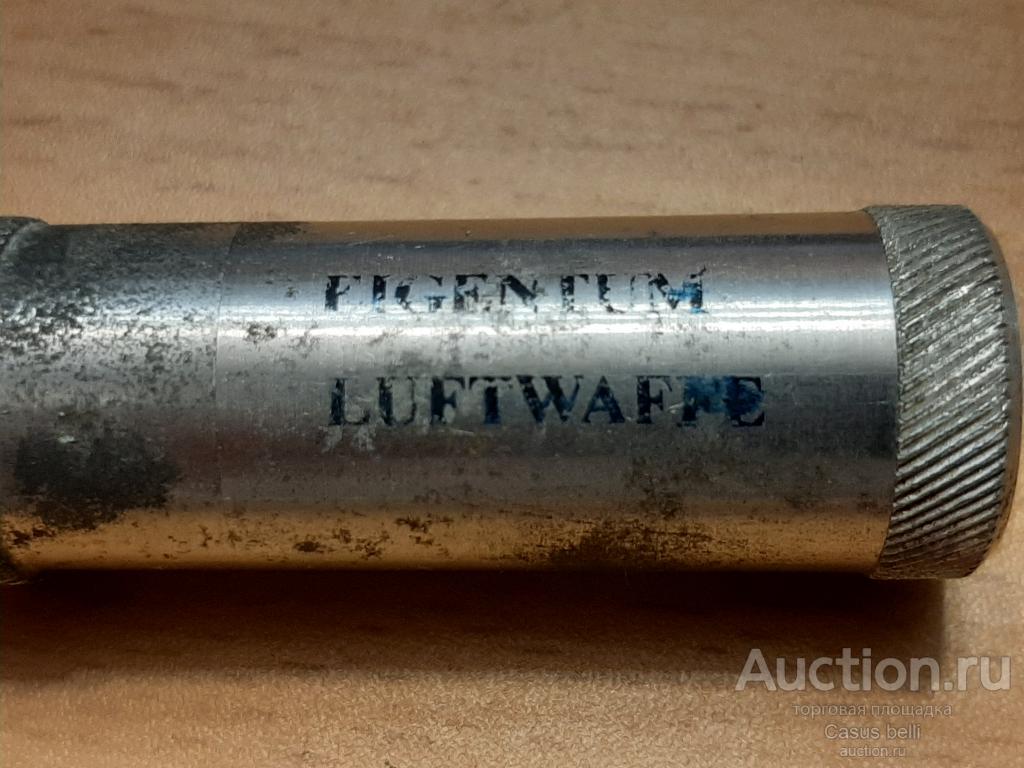 EIGENTUM
LUFTWAFFE
Auction.ru
торговая площадка
Casus belli
auction.ru